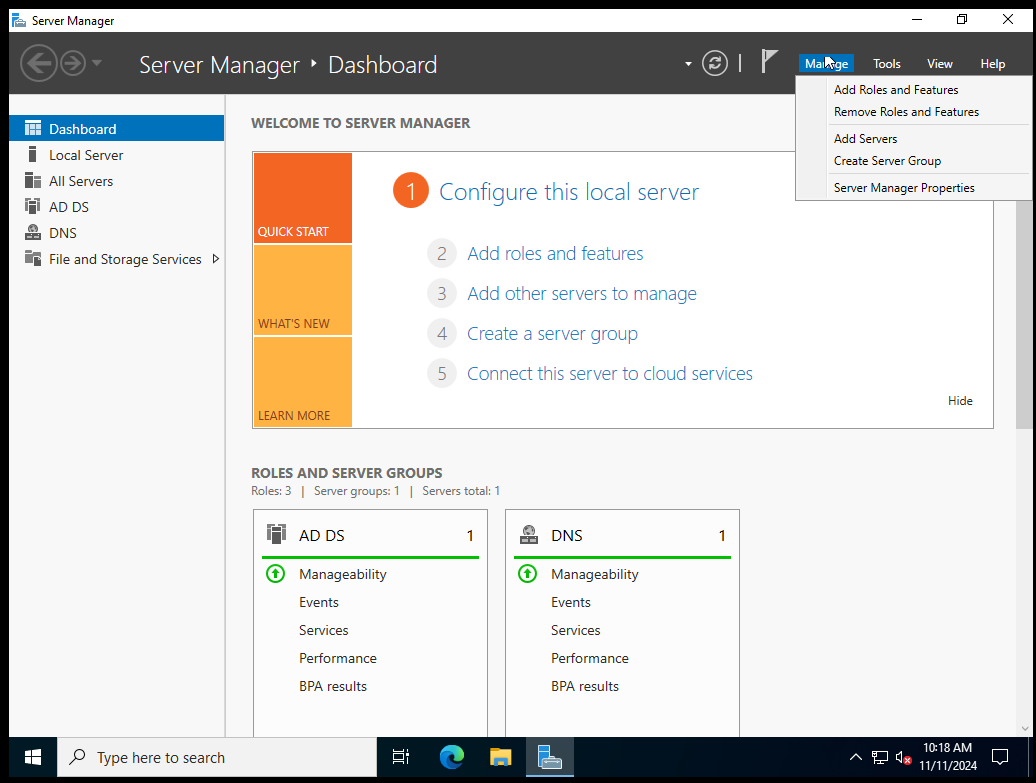 Server Manager
Server Manager ‣ Dashboard
Manage Tools View Help
Add Roles and Features
Remove Roles and Features
Add Servers
Create Server Group
Server Manager Properties
Dashboard
Local Server
All Servers
AD DS
DNS
File and Storage Services
WELCOME TO SERVER MANAGER
QUICK START
WHAT'S NEW
LEARN MORE
1 Configure this local server
2 Add roles and features
3 Add other servers to manage
4 Create a server group
5 Connect this server to cloud services
Hide
ROLES AND SERVER GROUPS
Roles: 3 | Server groups: 1 | Servers total: 1
AD DS 1
Manageability
Events
Services
Performance
BPA results
DNS 1
Manageability
Events
Services
Performance
BPA results
Type here to search
10:18 AM
11/11/2024